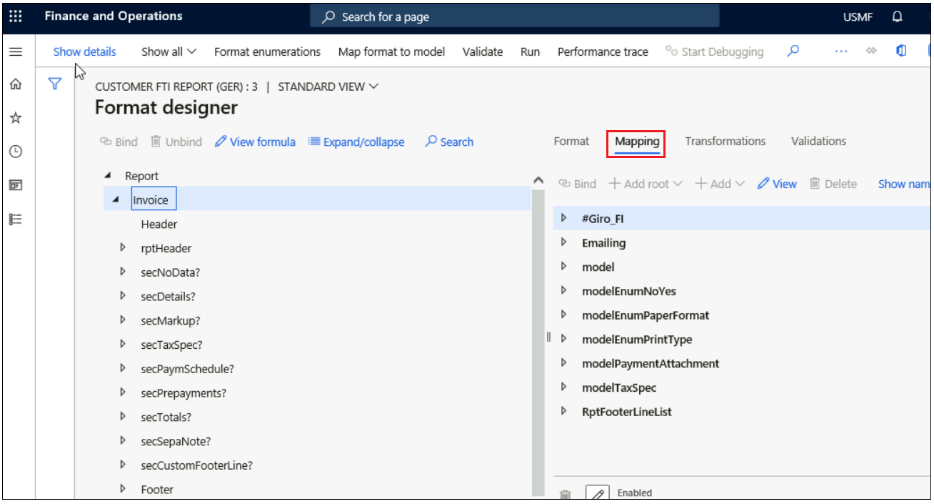 Finance and Operations
Search for a page
USMF
Show details
Show all
Format enumerations
Map format to model
Validate
Run
Performance trace
Start Debugging
CUSTOMER FTI REPORT (GER) : 3 | STANDARD VIEW
Format designer
Bind
Unbind
View formula
Expand/collapse
Search
Report
Invoice
Header
rptHeader
secNoData?
secDetails?
secMarkup?
secTaxSpec?
secPaymSchedule?
secPrepayments?
secTotals?
secSepaNote?
secCustomFooterLine?
Footer
Format
Mapping
Transformations
Validations
Bind
Add root
Add
View
Delete
Show nam
#Giro_FI
Emailing
model
modelEnumNoYes
modelEnumPaperFormat
modelEnumPrintType
modelPaymentAttachment
modelTaxSpec
RptFooterLineList
Enabled